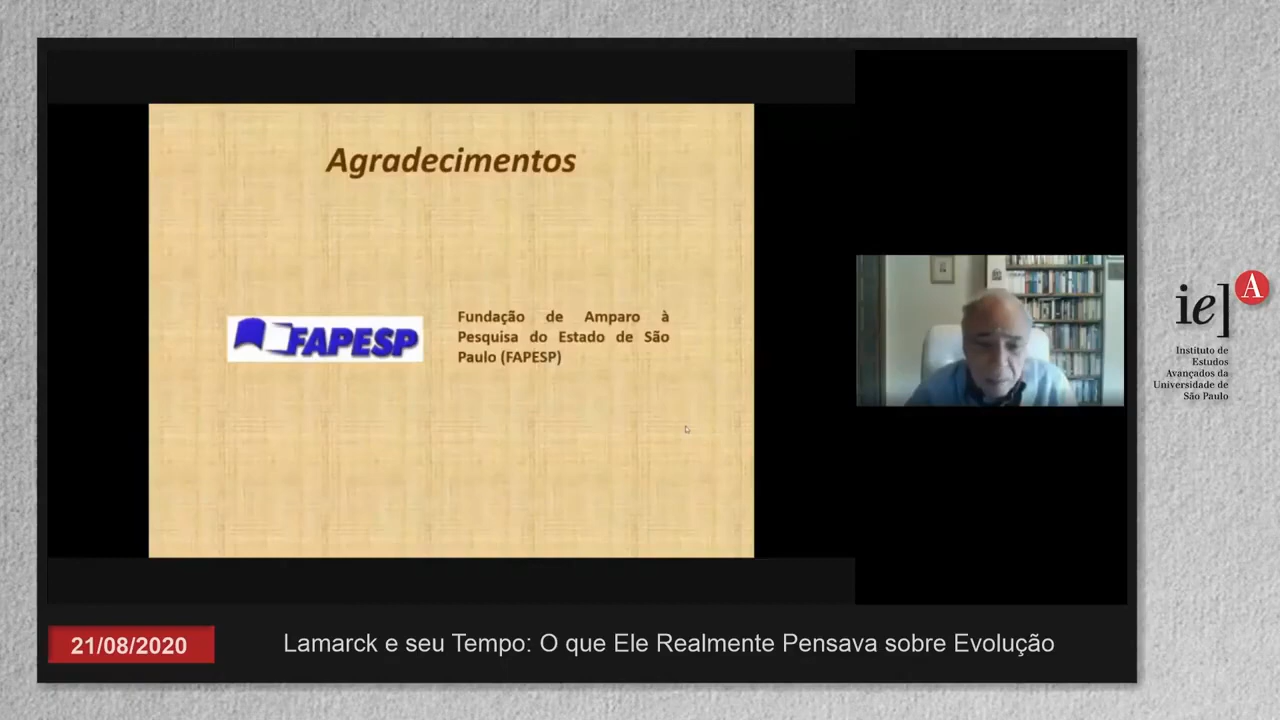 Agradecimentos
FAPESP
Fundação de Amparo à
Pesquisa do Estado de São
Paulo (FAPESP)
iea]
A
Instituto de
Estudos
Avançados da
Universidade de
São Paulo
21/08/2020
Lamarck e seu Tempo: O que Ele Realmente Pensava sobre Evolução